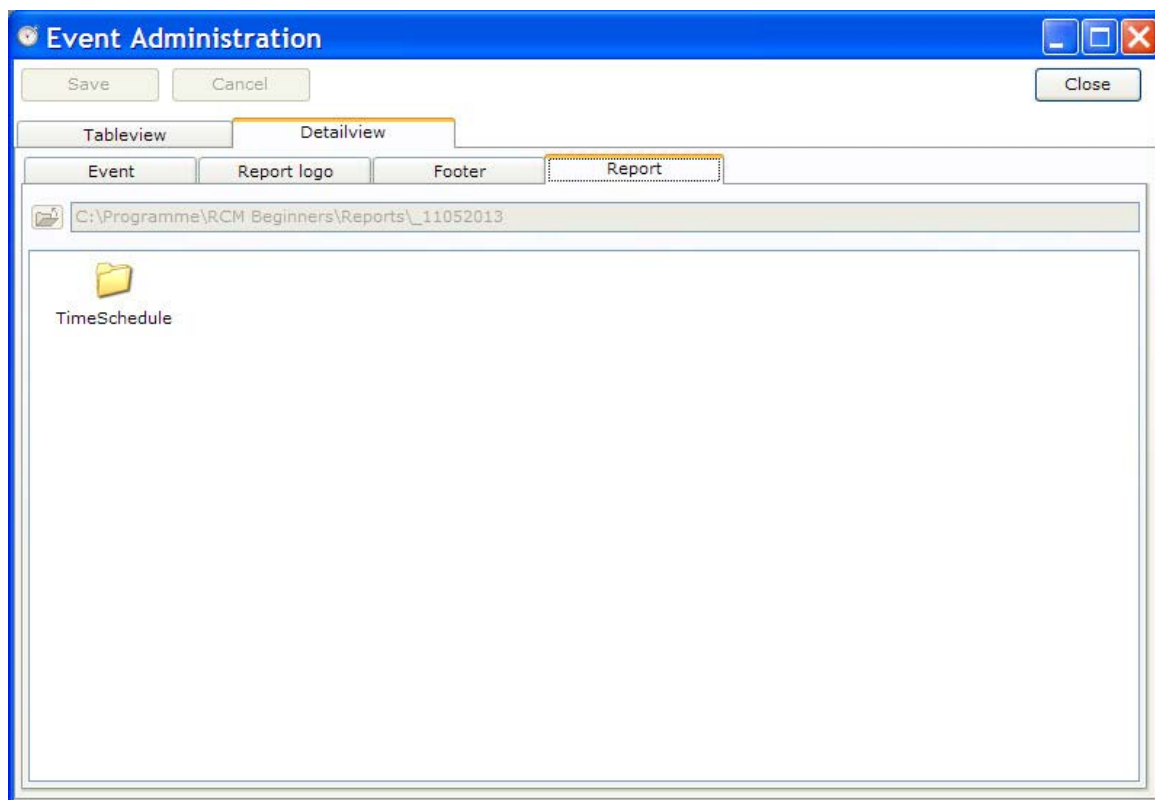 Event Administration
Save Cancel Close
Tableview Detailview
Event Report logo Footer Report
C:\Programme\RCM Beginners\Reports\_11052013
TimeSchedule